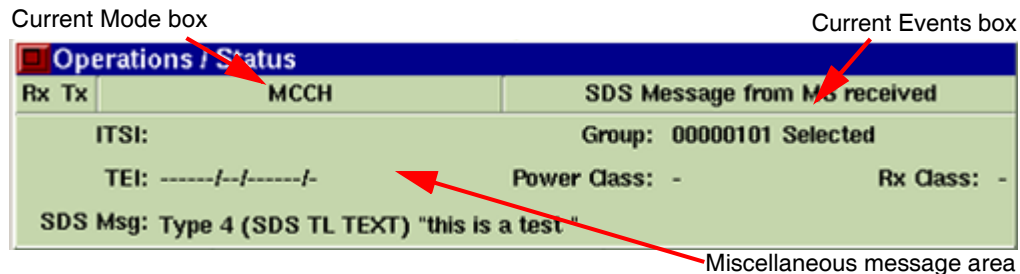 Current Mode box
Current Events box
Operations / Status
Rx Tx MCCH SDS Message from MS received
ITSI: Group: 00000101 Selected
TEI: ------/--/------/- Power Class: - Rx Class: -
SDS Msg: Type 4 (SDS TL TEXT) "this is a test "
Miscellaneous message area